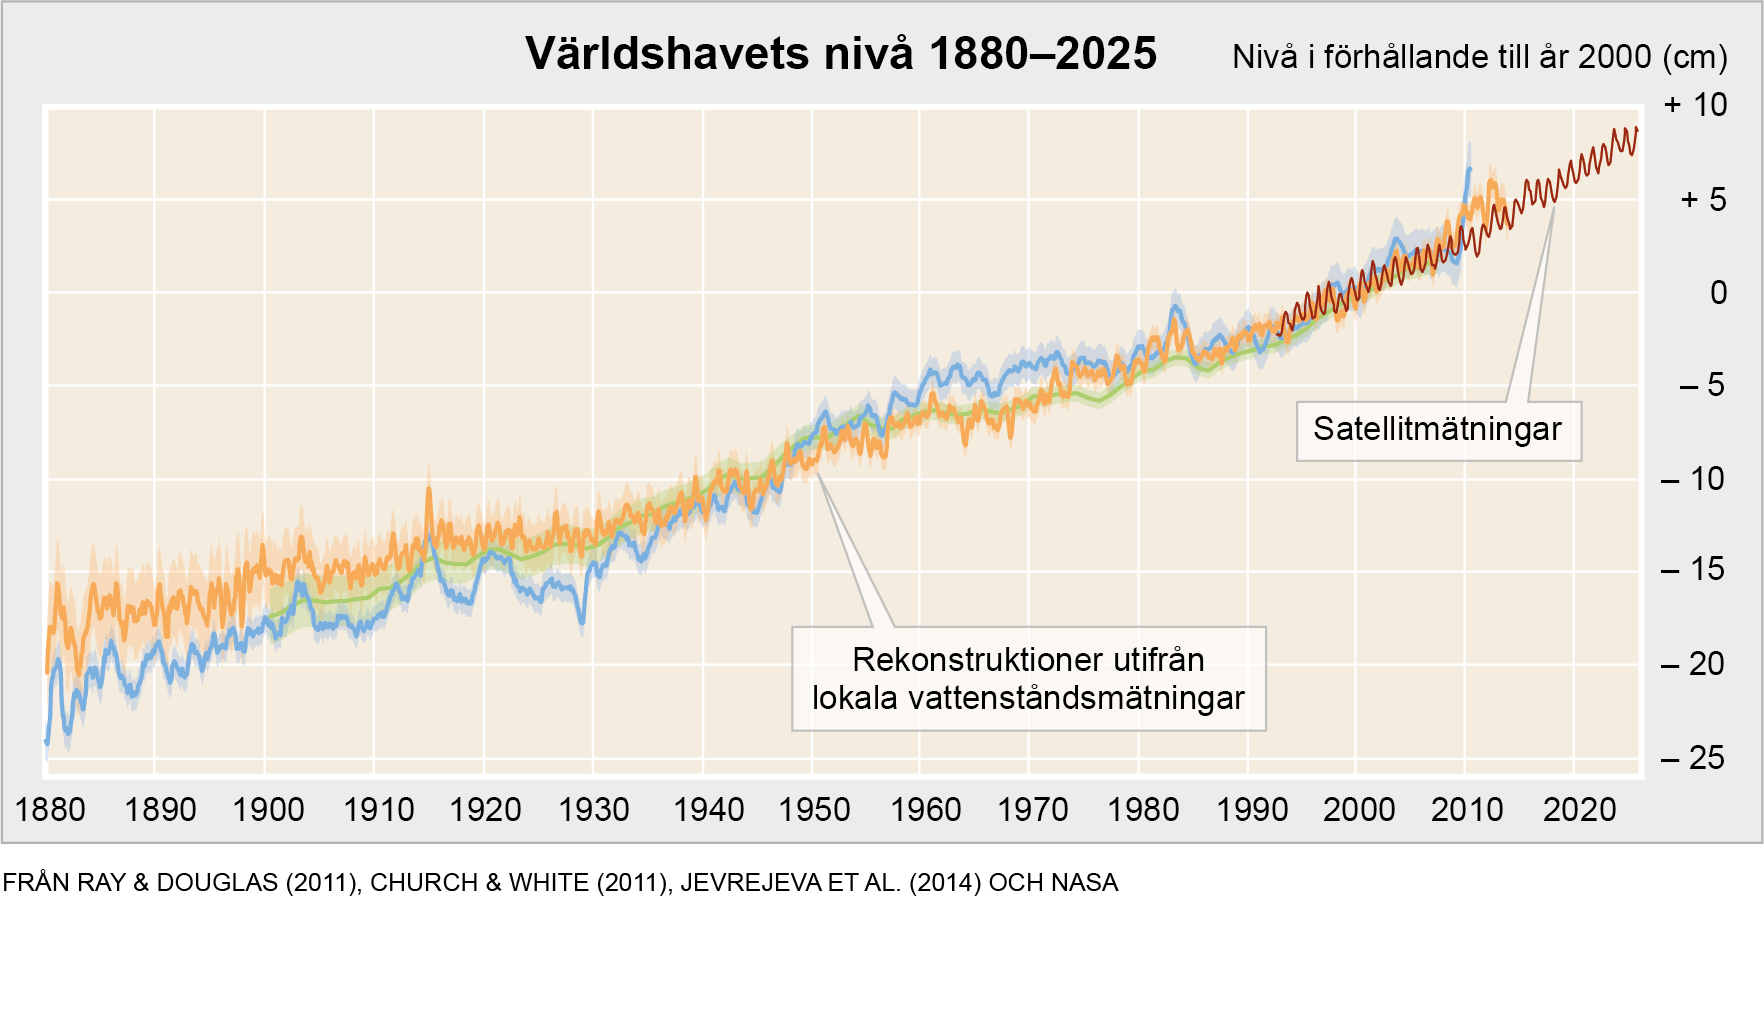 Världshavets nivå 1880–2025
Nivå i förhållande till år 2000 (cm)
+ 10
+ 5
0
– 5
– 10
– 15
– 20
– 25
Satellitmätningar
Rekonstruktioner utifrån
lokala vattenståndsmätningar
1880 1890 1900 1910 1920 1930 1940 1950 1960 1970 1980 1990 2000 2010 2020
FRÅN RAY & DOUGLAS (2011), CHURCH & WHITE (2011), JEVREJEVA ET AL. (2014) OCH NASA